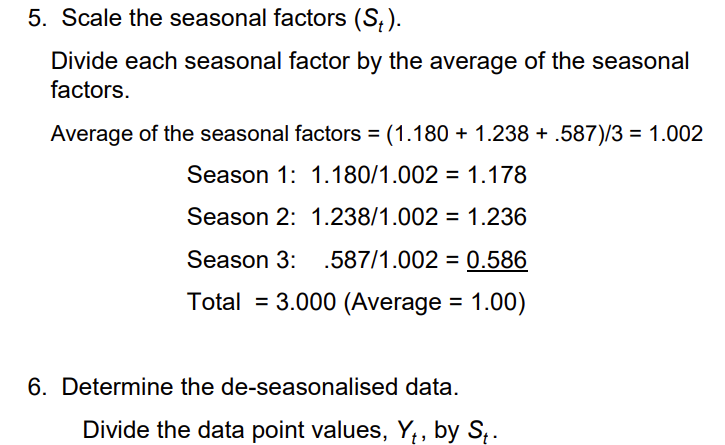 5. Scale the seasonal factors (St).
Divide each seasonal factor by the average of the seasonal
factors.
Average of the seasonal factors = (1.180 + 1.238 + .587)/3 = 1.002
Season 1: 1.180/1.002 = 1.178
Season 2: 1.238/1.002 = 1.236
Season 3: .587/1.002 = 0.586
Total = 3.000 (Average = 1.00)
6. Determine the de-seasonalised data.
Divide the data point values, Yt, by St.